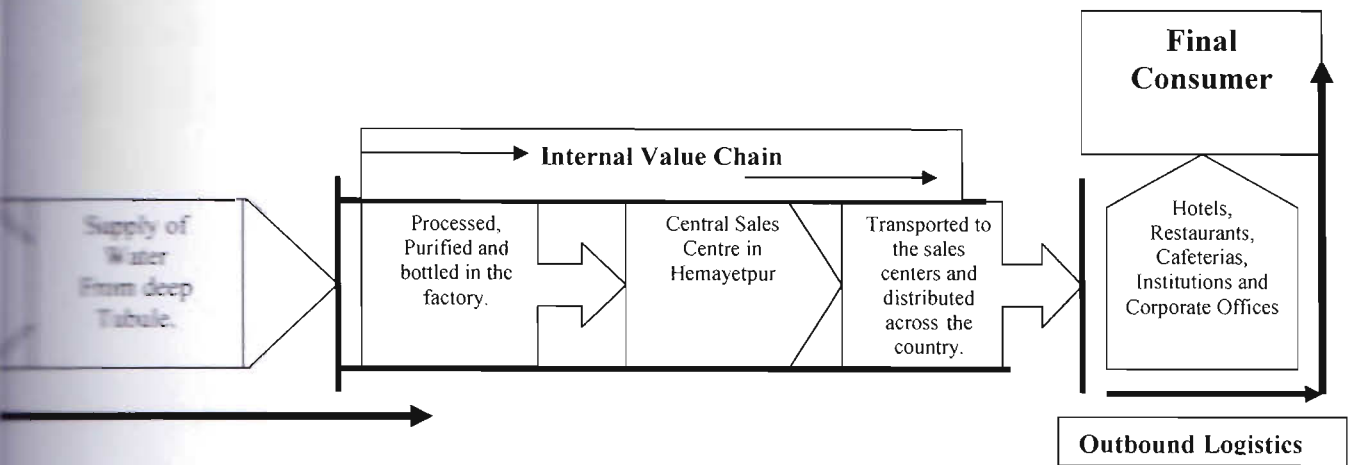 Final
Consumer
Internal Value Chain
Supply of
Water
From deep
Tubule.
Processed,
Purified and
bottled in the
factory.
Central Sales
Centre in
Hemayetpur
Transported to
the sales
centers and
distributed
across the
country.
Hotels,
Restaurants,
Cafeterias,
Institutions and
Corporate Offices
Outbound Logistics